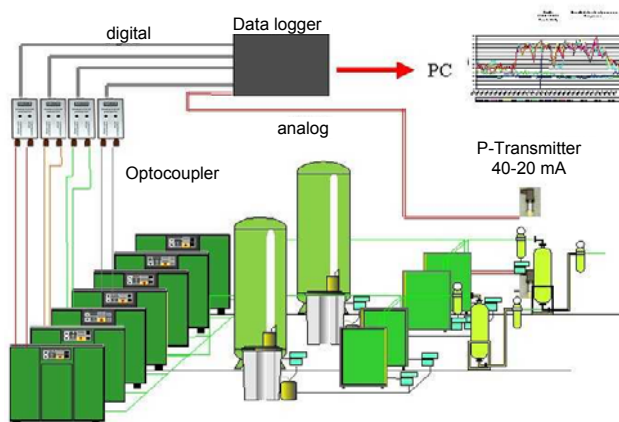 digital
Data logger
PC
analog
P-Transmitter
40-20 mA
Optocoupler